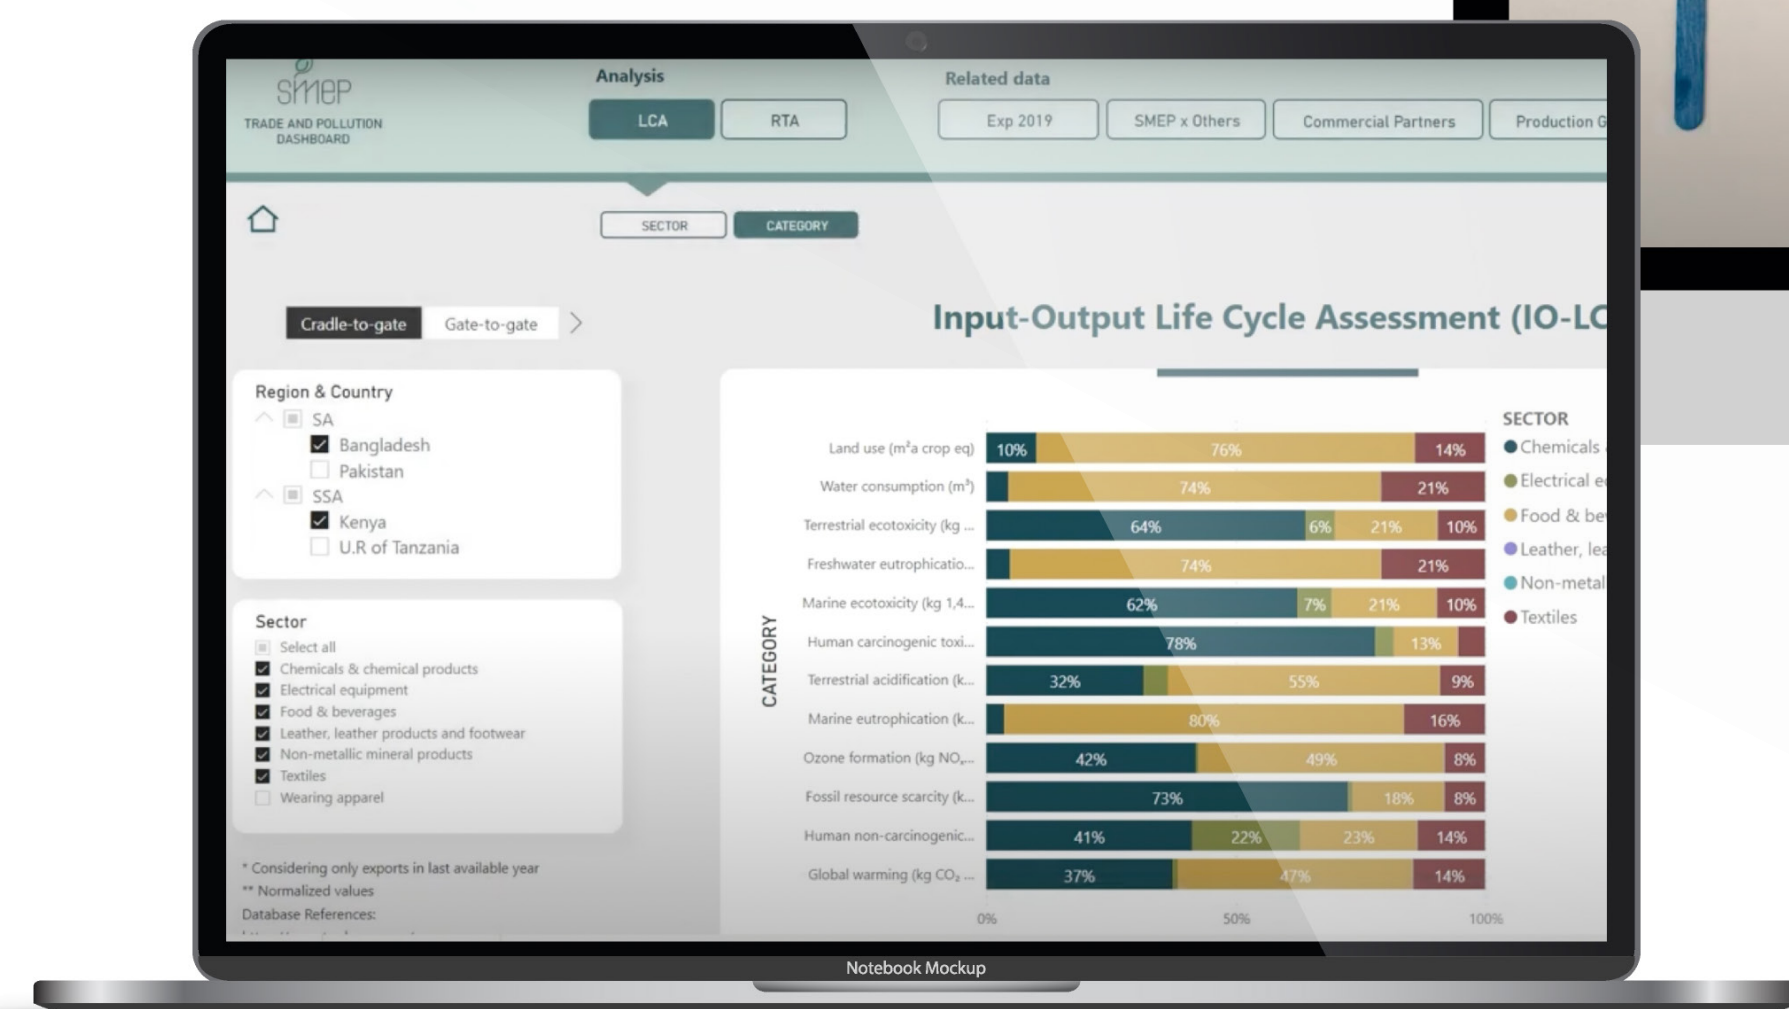 smep
TRADE AND POLLUTION
DASHBOARD
Analysis
LCA
RTA
Related data
Exp 2019
SMEP x Others
Commercial Partners
Production G
SECTOR
CATEGORY
Cradle-to-gate
Gate-to-gate
Input-Output Life Cycle Assessment (IO-LC
Region & Country
SA
Bangladesh
Pakistan
SSA
Kenya
U.R of Tanzania
Sector
Select all
Chemicals & chemical products
Electrical equipment
Food & beverages
Leather, leather products and footwear
Non-metallic mineral products
Textiles
Wearing apparel
* Considering only exports in last available year
** Normalized values
Database References:
CATEGORY
Land use (m²a crop eq) 10% 76% 14%
Water consumption (m³) 74% 21%
Terrestrial ecotoxicity (kg ... 64% 6% 21% 10%
Freshwater eutrophicatio... 74% 21%
Marine ecotoxicity (kg 1,4... 62% 7% 21% 10%
Human carcinogenic toxi... 78% 13%
Terrestrial acidification (k... 32% 55% 9%
Marine eutrophication (k... 80% 16%
Ozone formation (kg NOₓ... 42% 49% 8%
Fossil resource scarcity (k... 73% 18% 8%
Human non-carcinogenic... 41% 22% 23% 14%
Global warming (kg CO₂ ... 37% 47% 14%
0% 50% 100%
SECTOR
Chemicals
Electrical e
Food & be
Leather, lea
Non-metal
Textiles
Notebook Mockup